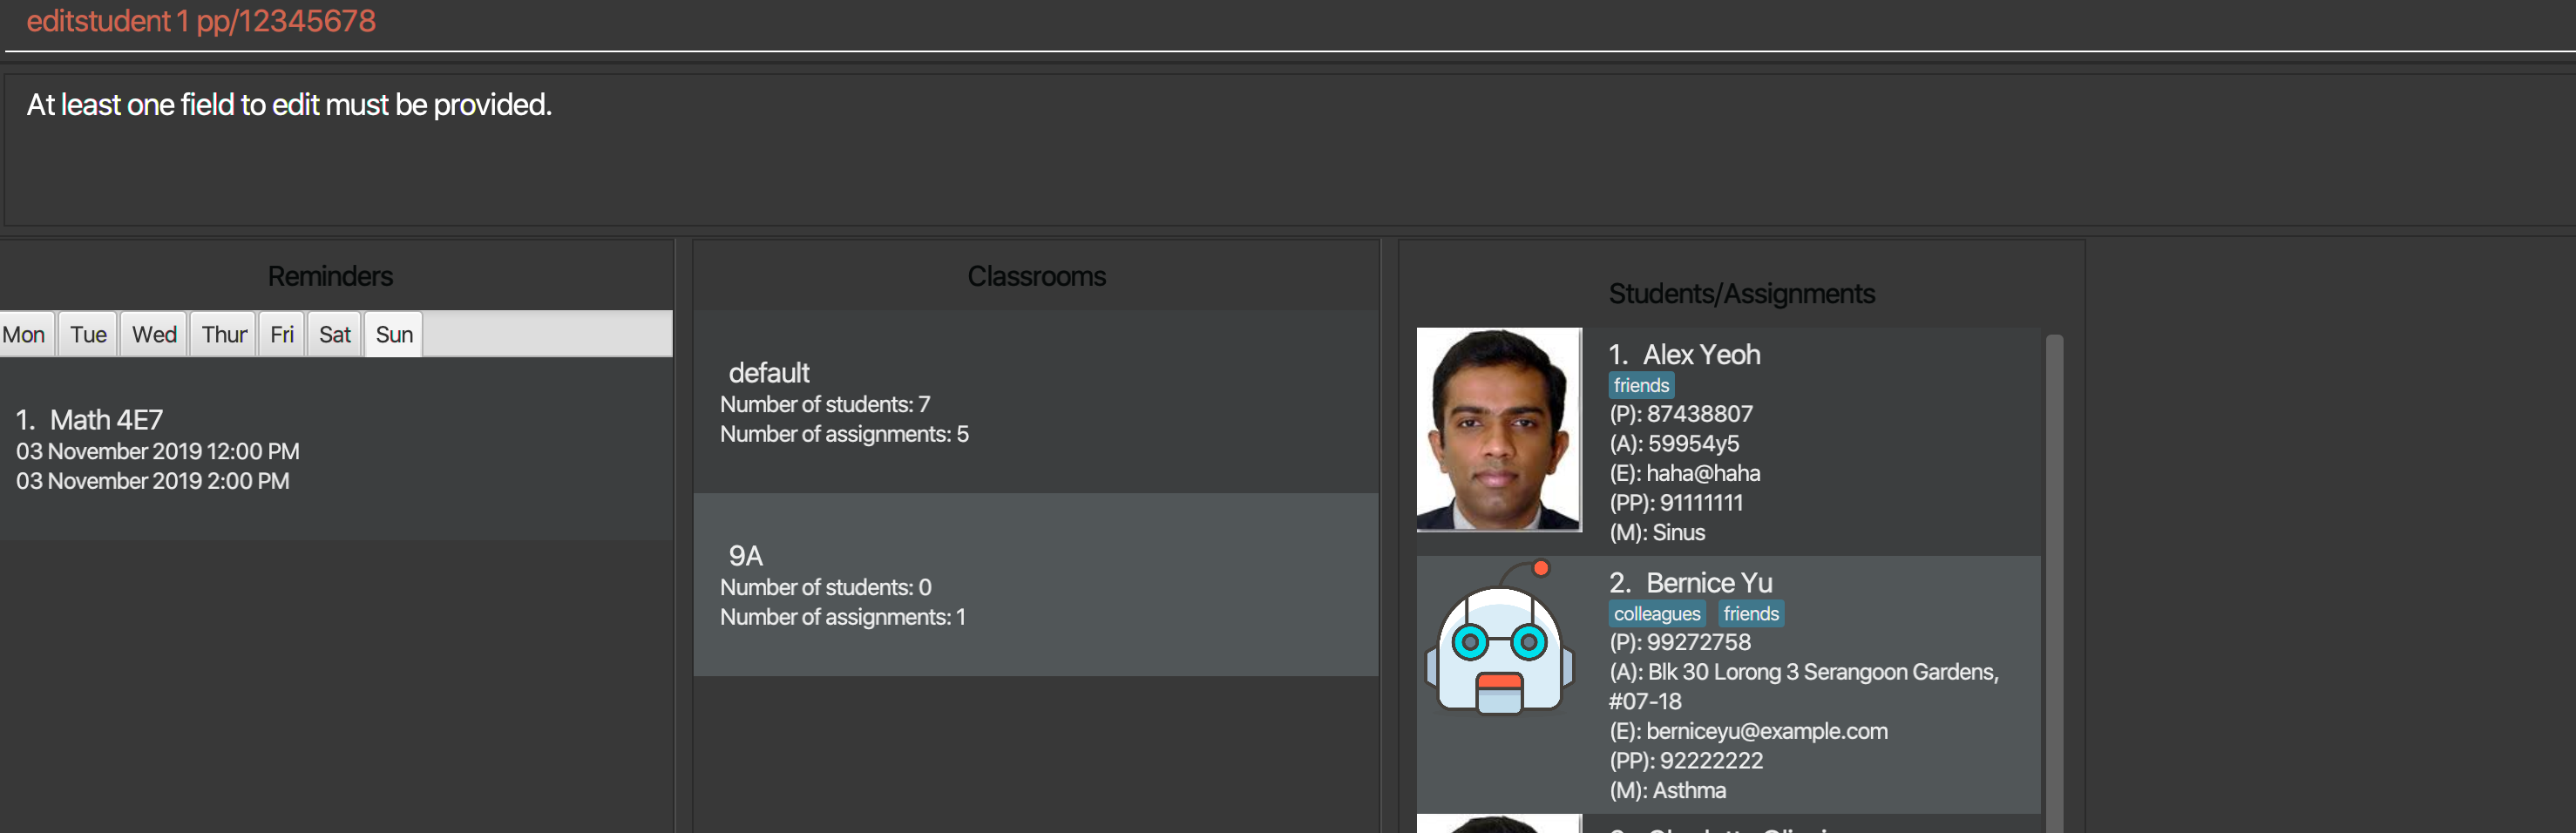 editstudent 1 pp/12345678
At least one field to edit must be provided.
Reminders
Mon Tue Wed Thur Fri Sat Sun
1. Math 4E7
03 November 2019 12:00 PM
03 November 2019 2:00 PM
Classrooms
default
Number of students: 7
Number of assignments: 5
9A
Number of students: 0
Number of assignments: 1
Students/Assignments
1. Alex Yeoh
friends
(P): 87438807
(A): 59954y5
(E): haha@haha
(PP): 91111111
(M): Sinus
2. Bernice Yu
colleagues friends
(P): 99272758
(A): Blk 30 Lorong 3 Serangoon Gardens,
#07-18
(E): berniceyu@example.com
(PP): 92222222
(M): Asthma